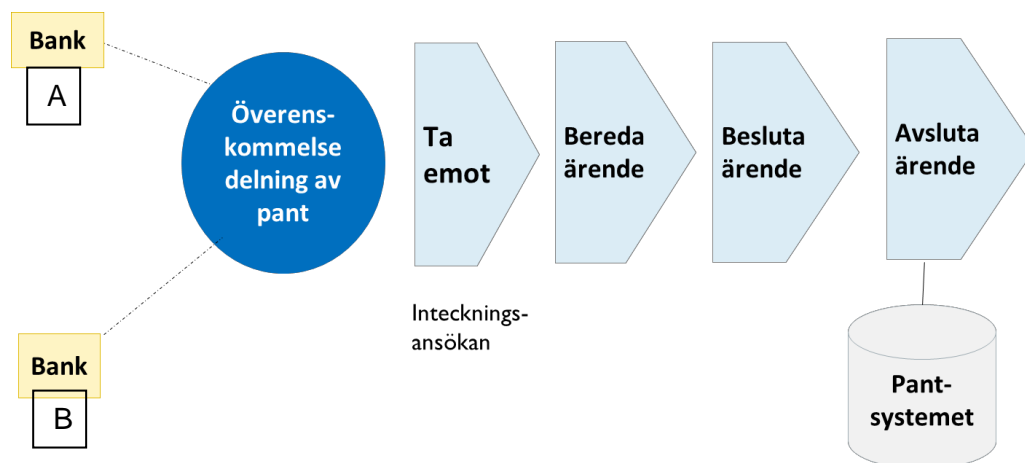 Bank
A
Överens-
kommelse
delning av
pant
Ta
emot
Bereda
ärende
Besluta
ärende
Avsluta
ärende
Intecknings-
ansökan
Bank
B
Pant-
systemet